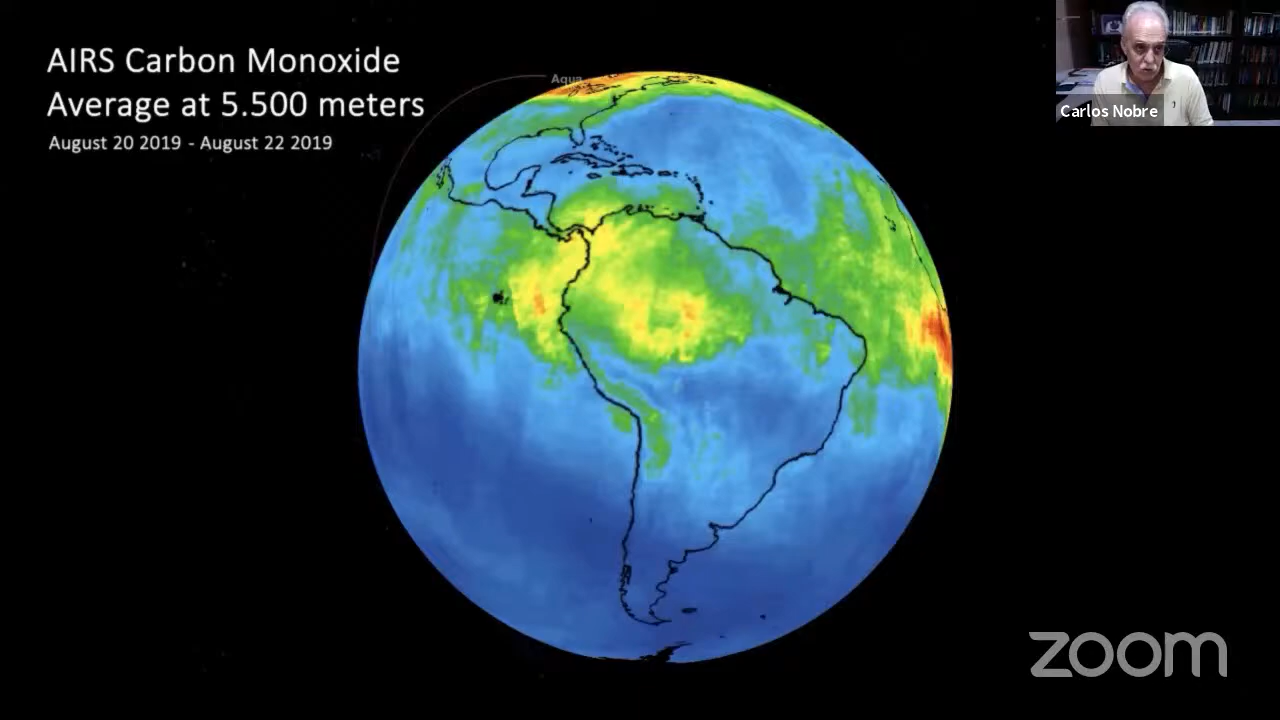 AIRS Carbon Monoxide
Average at 5.500 meters
August 20 2019 - August 22 2019
Aqua
Carlos Nobre
zoom